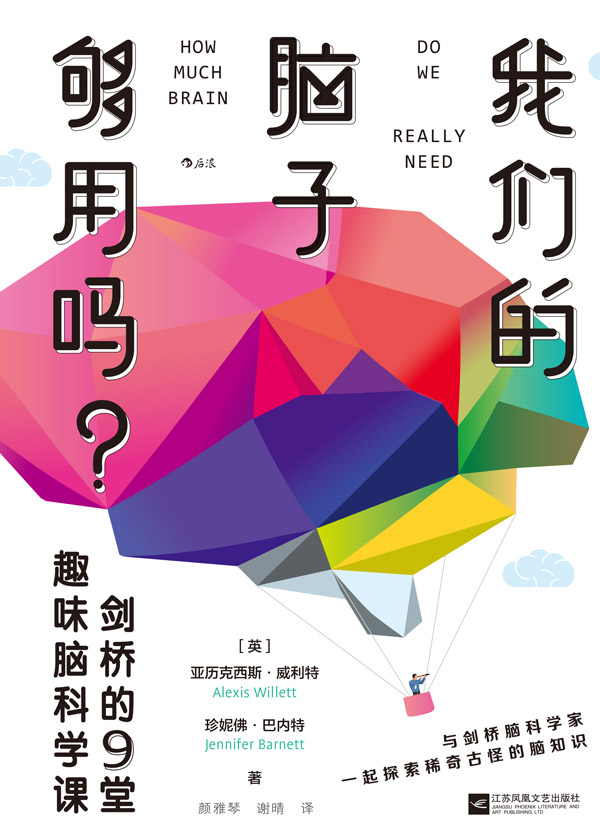 我们的
脑子
够用吗？
HOW
MUCH
BRAIN
DO
WE
REALLY
NEED
后浪
剑桥的9堂
趣味脑科学课
[英]
亚历克西斯·威利特
Alexis Willett
珍妮佛·巴内特
Jennifer Barnett
著
颜雅琴 谢晴 译
与剑桥脑科学家
一起探索稀奇古怪的脑知识
江苏凤凰文艺出版社
JIANGSU PHOENIX LITERATURE AND
ART PUBLISHING, LTD